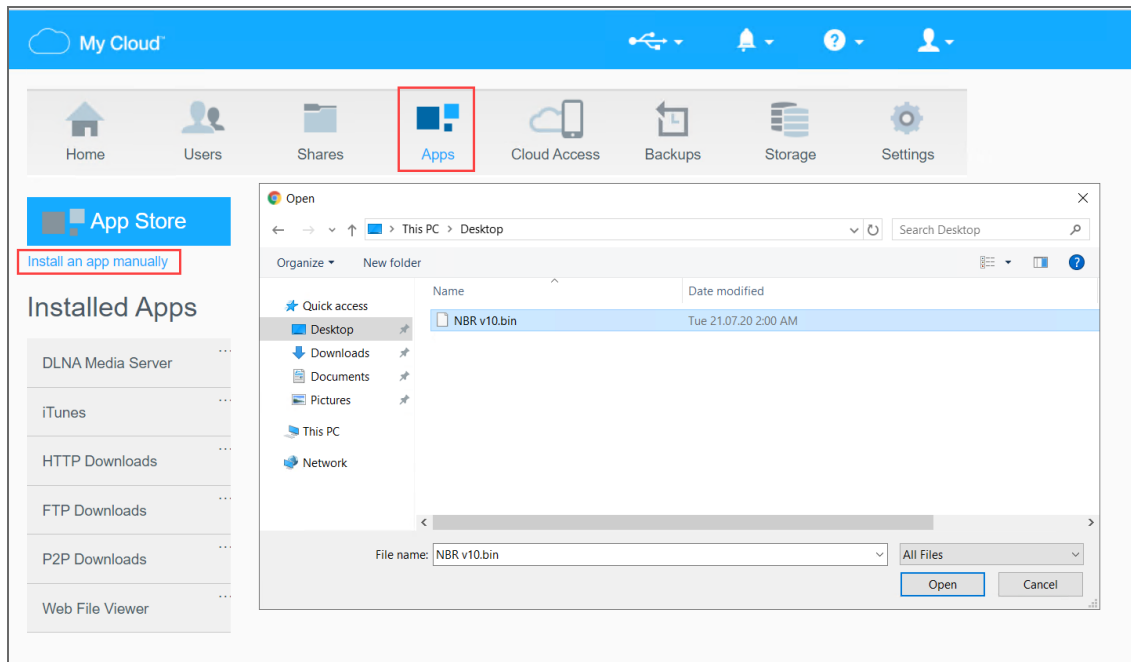 My Cloud™
Home Users Shares Apps Cloud Access Backups Storage Settings
App Store
Install an app manually
Installed Apps
DLNA Media Server ...
iTunes ...
HTTP Downloads ...
FTP Downloads ...
P2P Downloads ...
Web File Viewer ...
Open
This PC > Desktop
Search Desktop
Organize New folder
Name Date modified
Quick access
Desktop
Downloads
Documents
Pictures
This PC
Network
NBR v10.bin Tue 21.07.20 2:00 AM
File name: NBR v10.bin All Files
Open Cancel